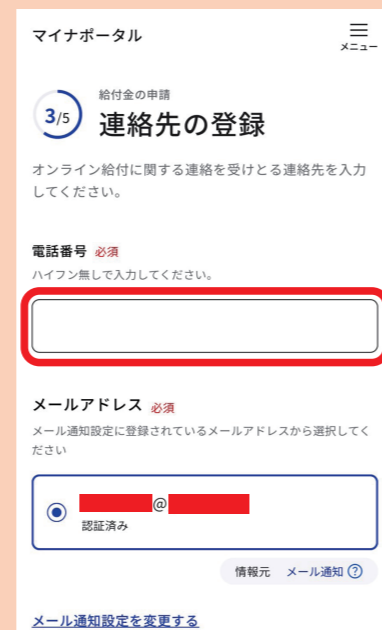 マイナポータル
メニュー
給付金の申請
3/5
連絡先の登録
オンライン給付に関する連絡を受けとる連絡先を入力
してください。
電話番号 必須
ハイフン無しで入力してください。
メールアドレス 必須
メール通知設定に登録されているメールアドレスから選択してく
ださい
@
認証済み
情報元 メール通知 ?
メール通知設定を変更する